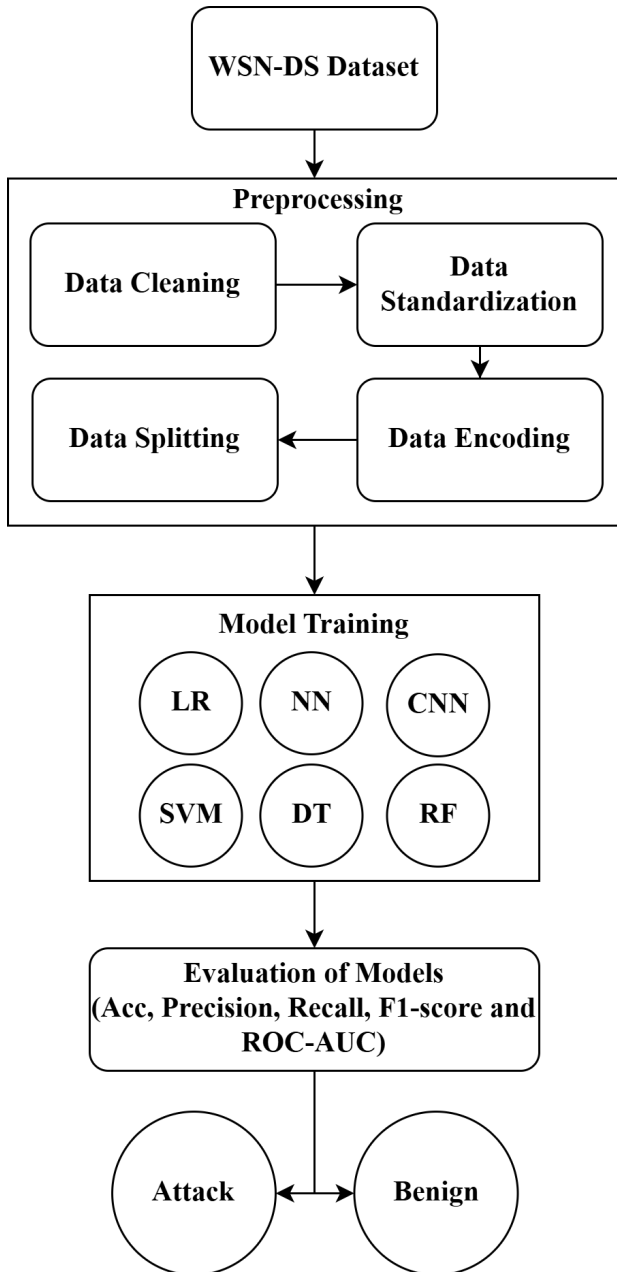 WSN-DS Dataset
Preprocessing
Data Cleaning
Data
Standardization
Data Splitting
Data Encoding
Model Training
LR
NN
CNN
SVM
DT
RF
Evaluation of Models
(Acc, Precision, Recall, F1-score and
ROC-AUC)
Attack
Benign